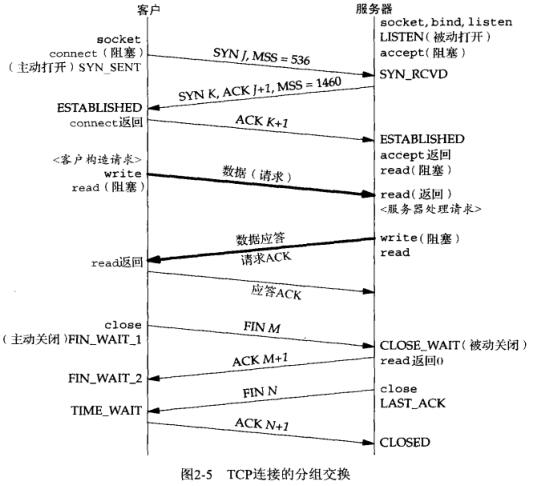 客户
服务器
socket
connect（阻塞）
（主动打开）SYN_SENT
socket, bind, listen
LISTEN（被动打开）
accept（阻塞）
SYN J, MSS = 536
SYN_RCVD
SYN K, ACK J+1, MSS = 1460
ESTABLISHED
connect返回
ACK K+1
ESTABLISHED
accept返回
read（阻塞）
<客户构造请求>
write
read（阻塞）
数据（请求）
read（返回）
<服务器处理请求>
数据应答
请求ACK
write（阻塞）
read
read返回
应答ACK
close
（主动关闭）FIN_WAIT_1
FIN M
CLOSE_WAIT（被动关闭）
read返回0
ACK M+1
FIN_WAIT_2
close
LAST_ACK
FIN N
TIME_WAIT
ACK N+1
CLOSED
图2-5 TCP连接的分组交换